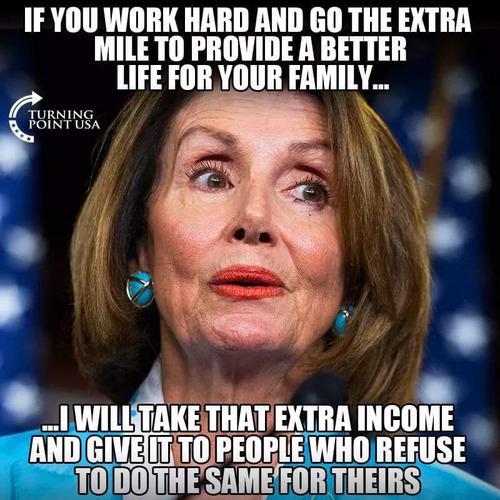 IF YOU WORK HARD AND GO THE EXTRA
MILE TO PROVIDE A BETTER
LIFE FOR YOUR FAMILY...
TURNING
POINT USA
...I WILL TAKE THAT EXTRA INCOME
AND GIVE IT TO PEOPLE WHO REFUSE
TO DO THE SAME FOR THEIRS